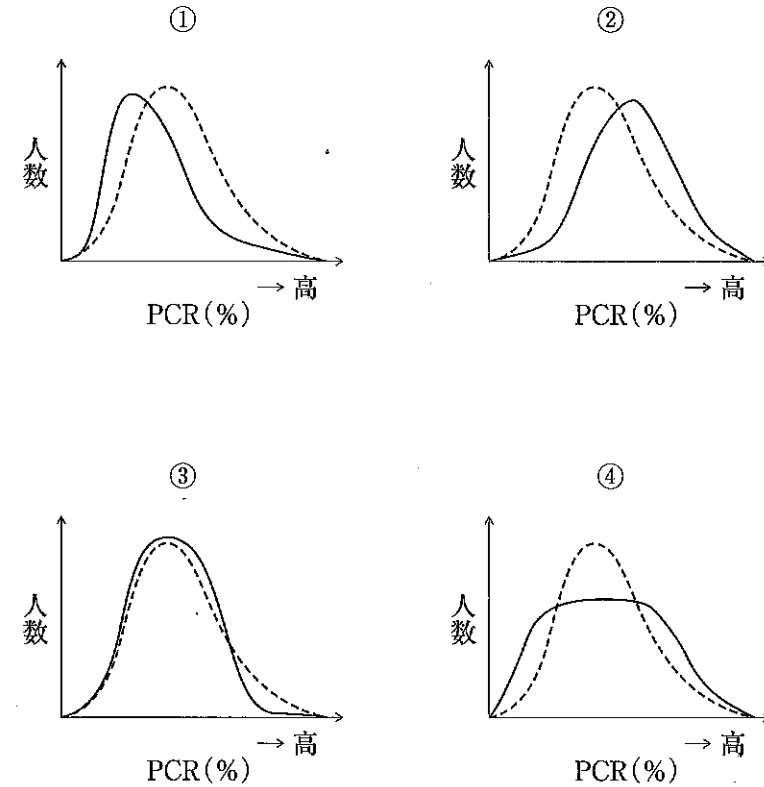 ①
人数
→ 高
PCR(%)
②
人数
→ 高
PCR(%)
③
人数
→ 高
PCR(%)
④
人数
→ 高
PCR(%)